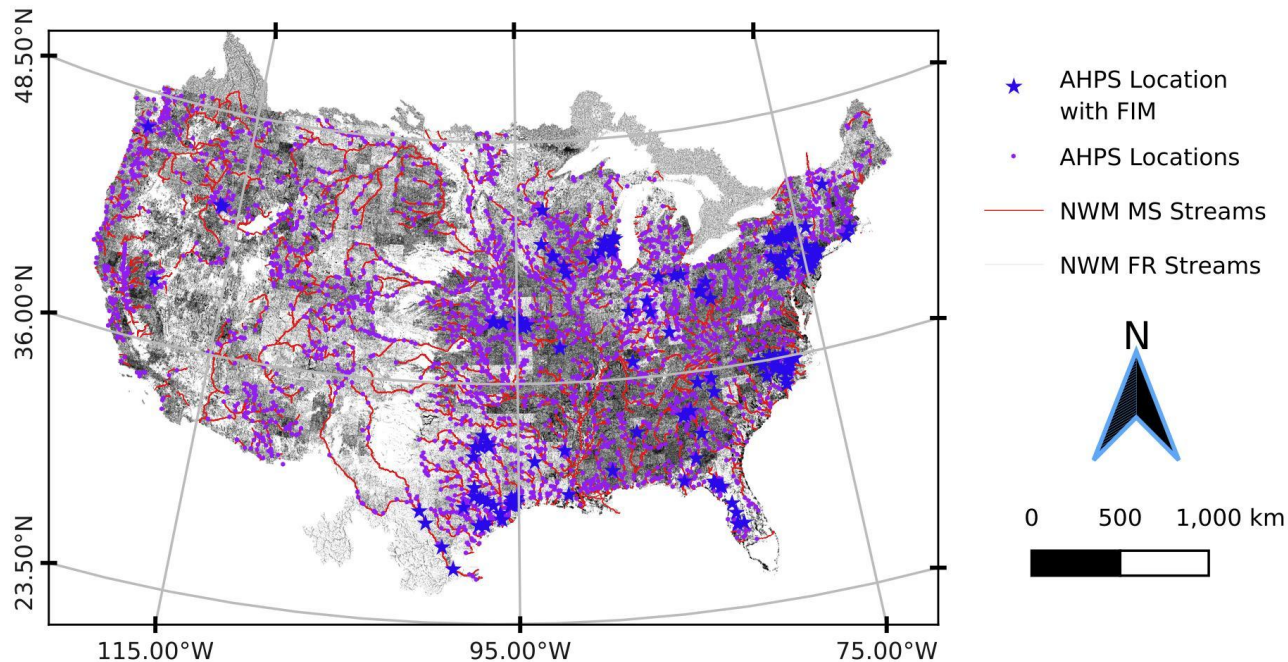 48.50°N
36.00°N
23.50°N
115.00°W
95.00°W
75.00°W
AHPS Location
with FIM
AHPS Locations
NWM MS Streams
NWM FR Streams
N
0 500 1,000 km